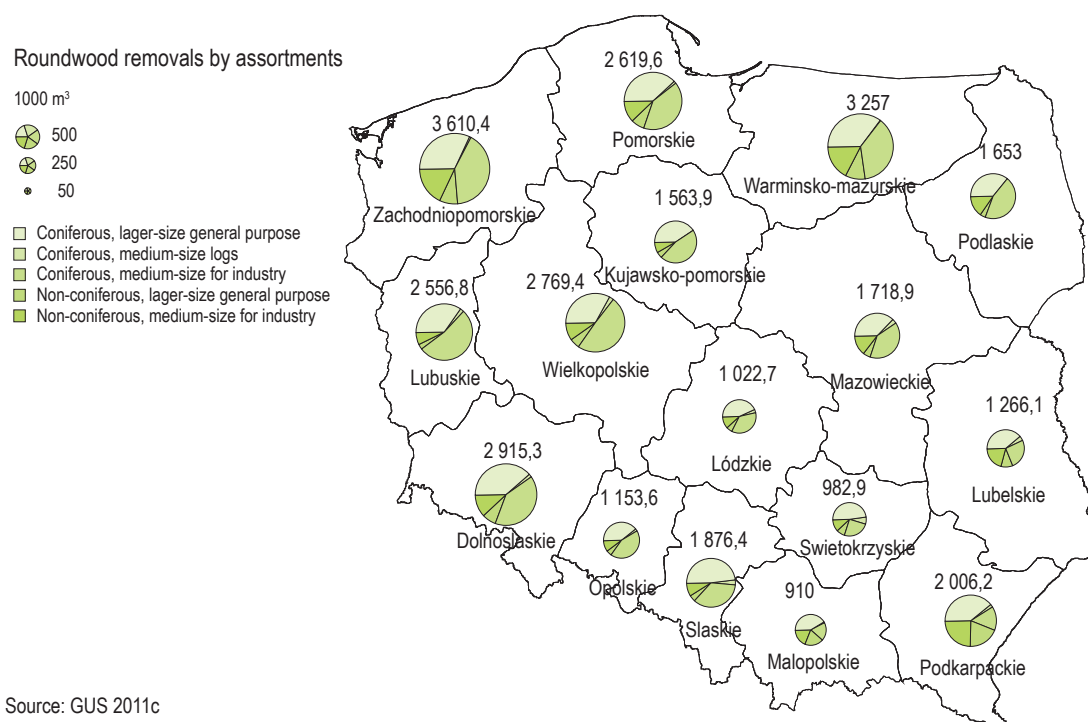 Roundwood removals by assortments
1000 m³
500
250
50
Coniferous, lager-size general purpose
Coniferous, medium-size logs
Coniferous, medium-size for industry
Non-coniferous, lager-size general purpose
Non-coniferous, medium-size for industry
2 619,6
Pomorskie
3 257
Warminsko-mazurskie
3 610,4
Zachodniopomorskie
1 653
Podlaskie
1 563,9
Kujawsko-pomorskie
2 556,8
Lubuskie
2 769,4
Wielkopolskie
1 718,9
Mazowieckie
1 022,7
Lódzkie
1 266,1
Lubelskie
2 915,3
Dolnoslaskie
1 153,6
Opolskie
1 876,4
Slaskie
982,9
Swietokrzyskie
910
Malopolskie
2 006,2
Podkarpackie
Source: GUS 2011c